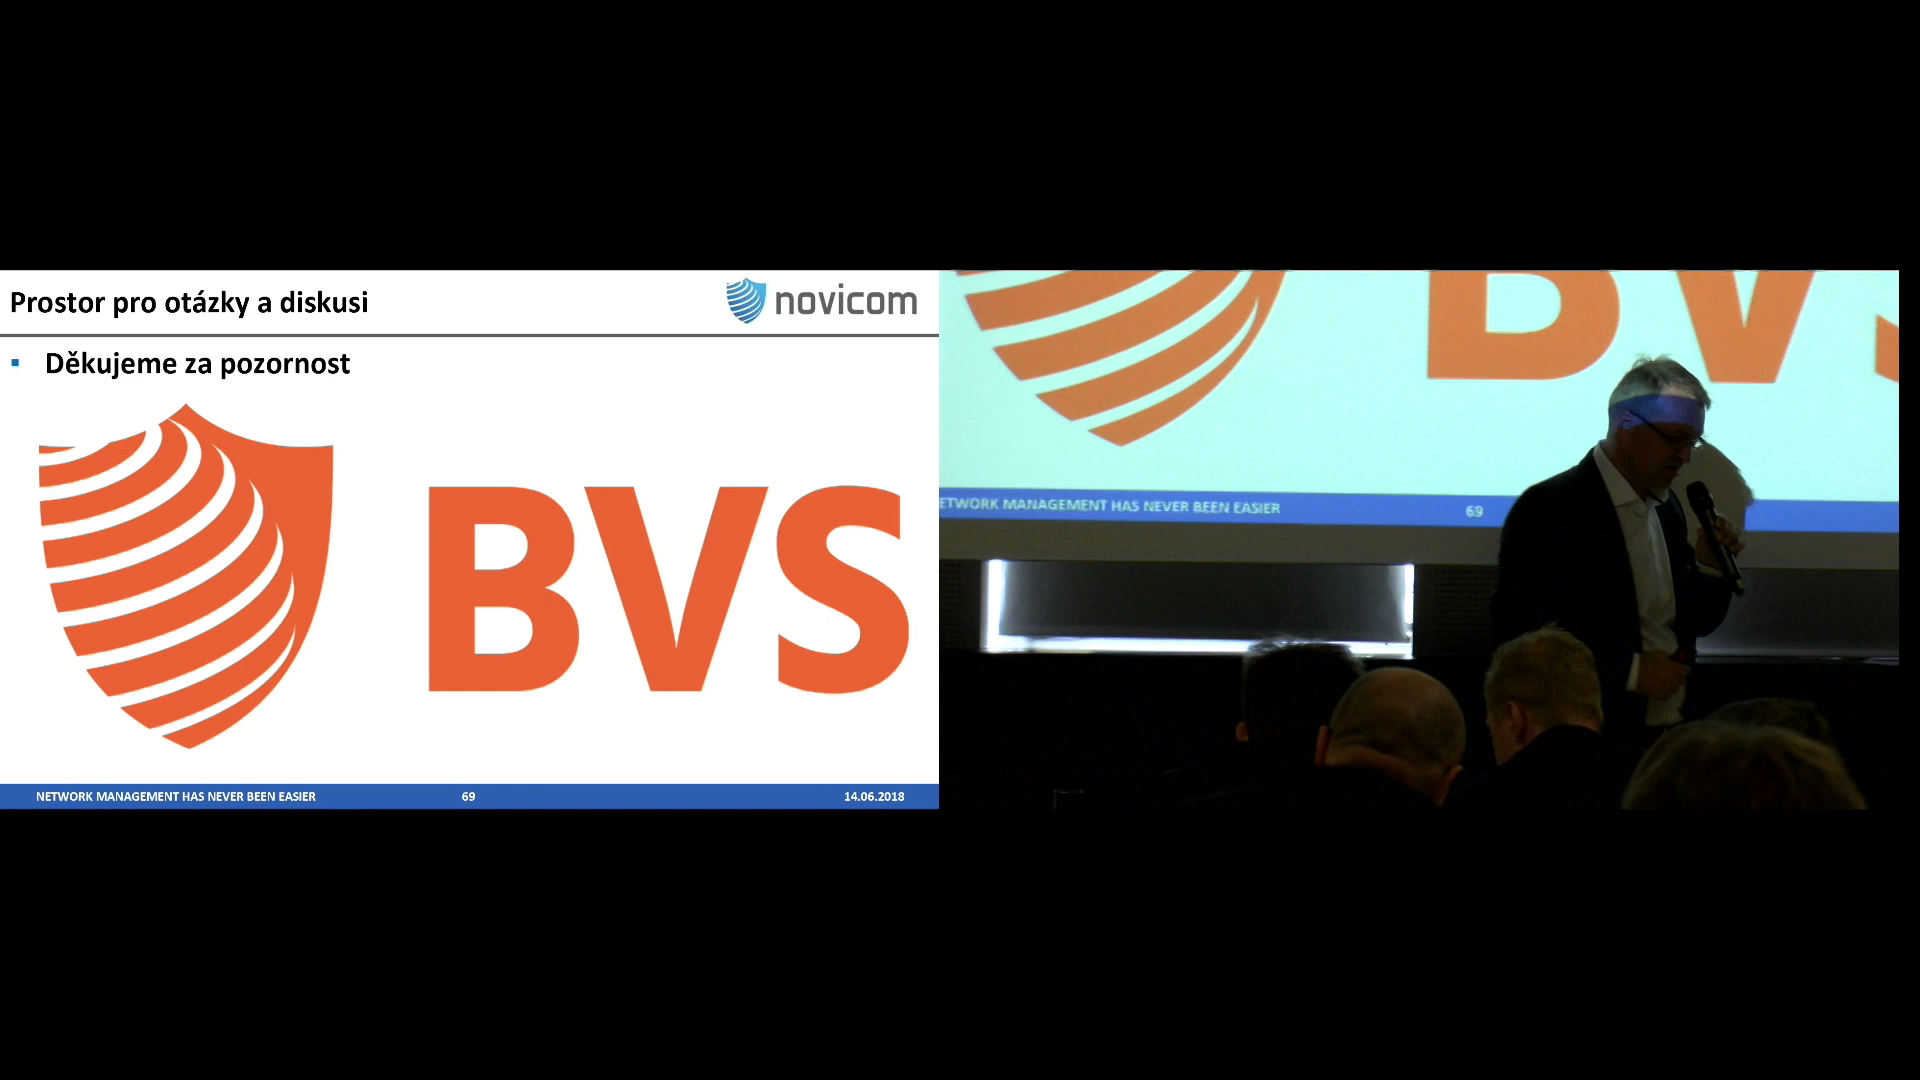 Prostor pro otázky a diskusi
novicom
▪ Děkujeme za pozornost
BVS
NETWORK MANAGEMENT HAS NEVER BEEN EASIER 69 14.06.2018
BVS
ETWORK MANAGEMENT HAS NEVER BEEN EASIER 69